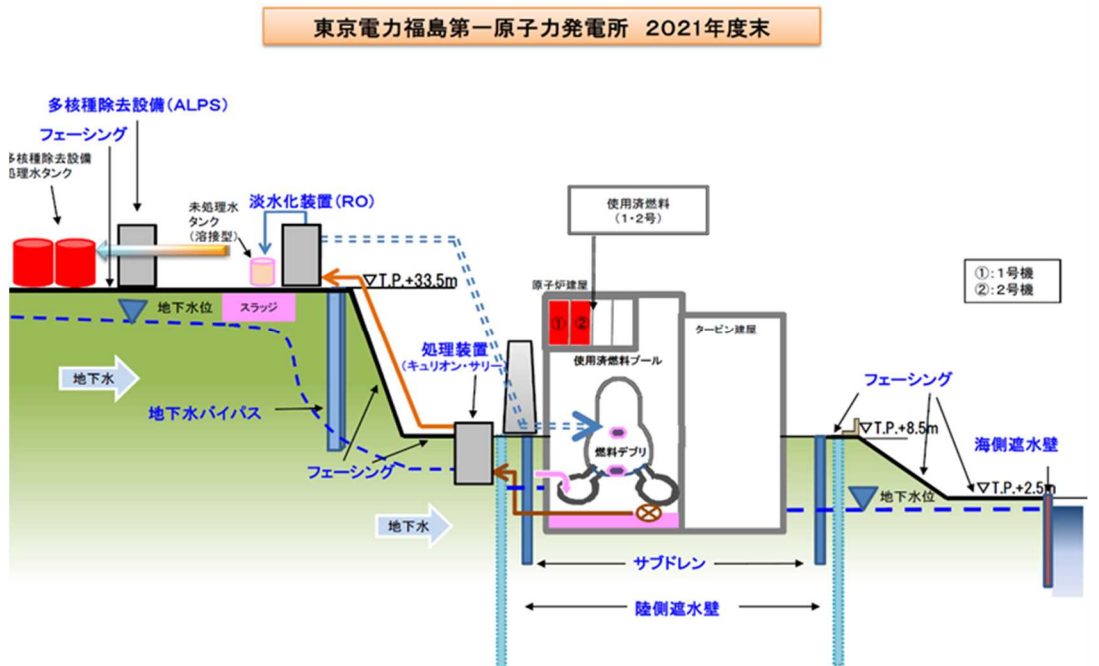 東京電力福島第一原子力発電所 2021年度末
多核種除去設備(ALPS)
フェーシング
多核種除去設備
処理水タンク
未処理水
タンク
(溶接型)
淡水化装置(RO)
使用済燃料
(1・2号)
①:1号機
②:2号機
▽T.P.+33.5m
原子炉建屋
地下水位
スラッジ
① ②
タービン建屋
処理装置
(キュリオン・サリー)
使用済燃料プール
地下水
フェーシング
地下水バイパス
▽T.P.+8.5m
海側遮水壁
燃料デブリ
フェーシング
▽T.P.+2.5m
地下水位
地下水
サブドレン
陸側遮水壁